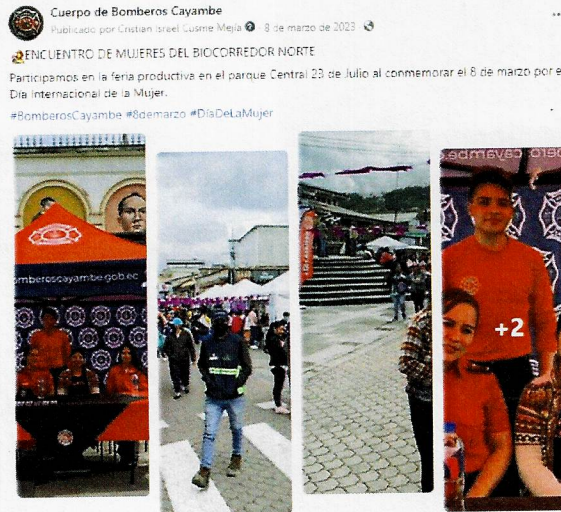 Cuerpo de Bomberos Cayambe
Publicado por Cristian Israel Cusme Mejía · 8 de marzo de 2023 ·
ENCUENTRO DE MUJERES DEL BIOCORREDOR NORTE
Participamos en la feria productiva en el parque Central 23 de Julio al conmemorar el 8 de marzo por e
Día Internacional de la Mujer.
#BomberosCayambe #8demarzo #DíaDeLaMujer
omberoscayambe.gob.ec
+2